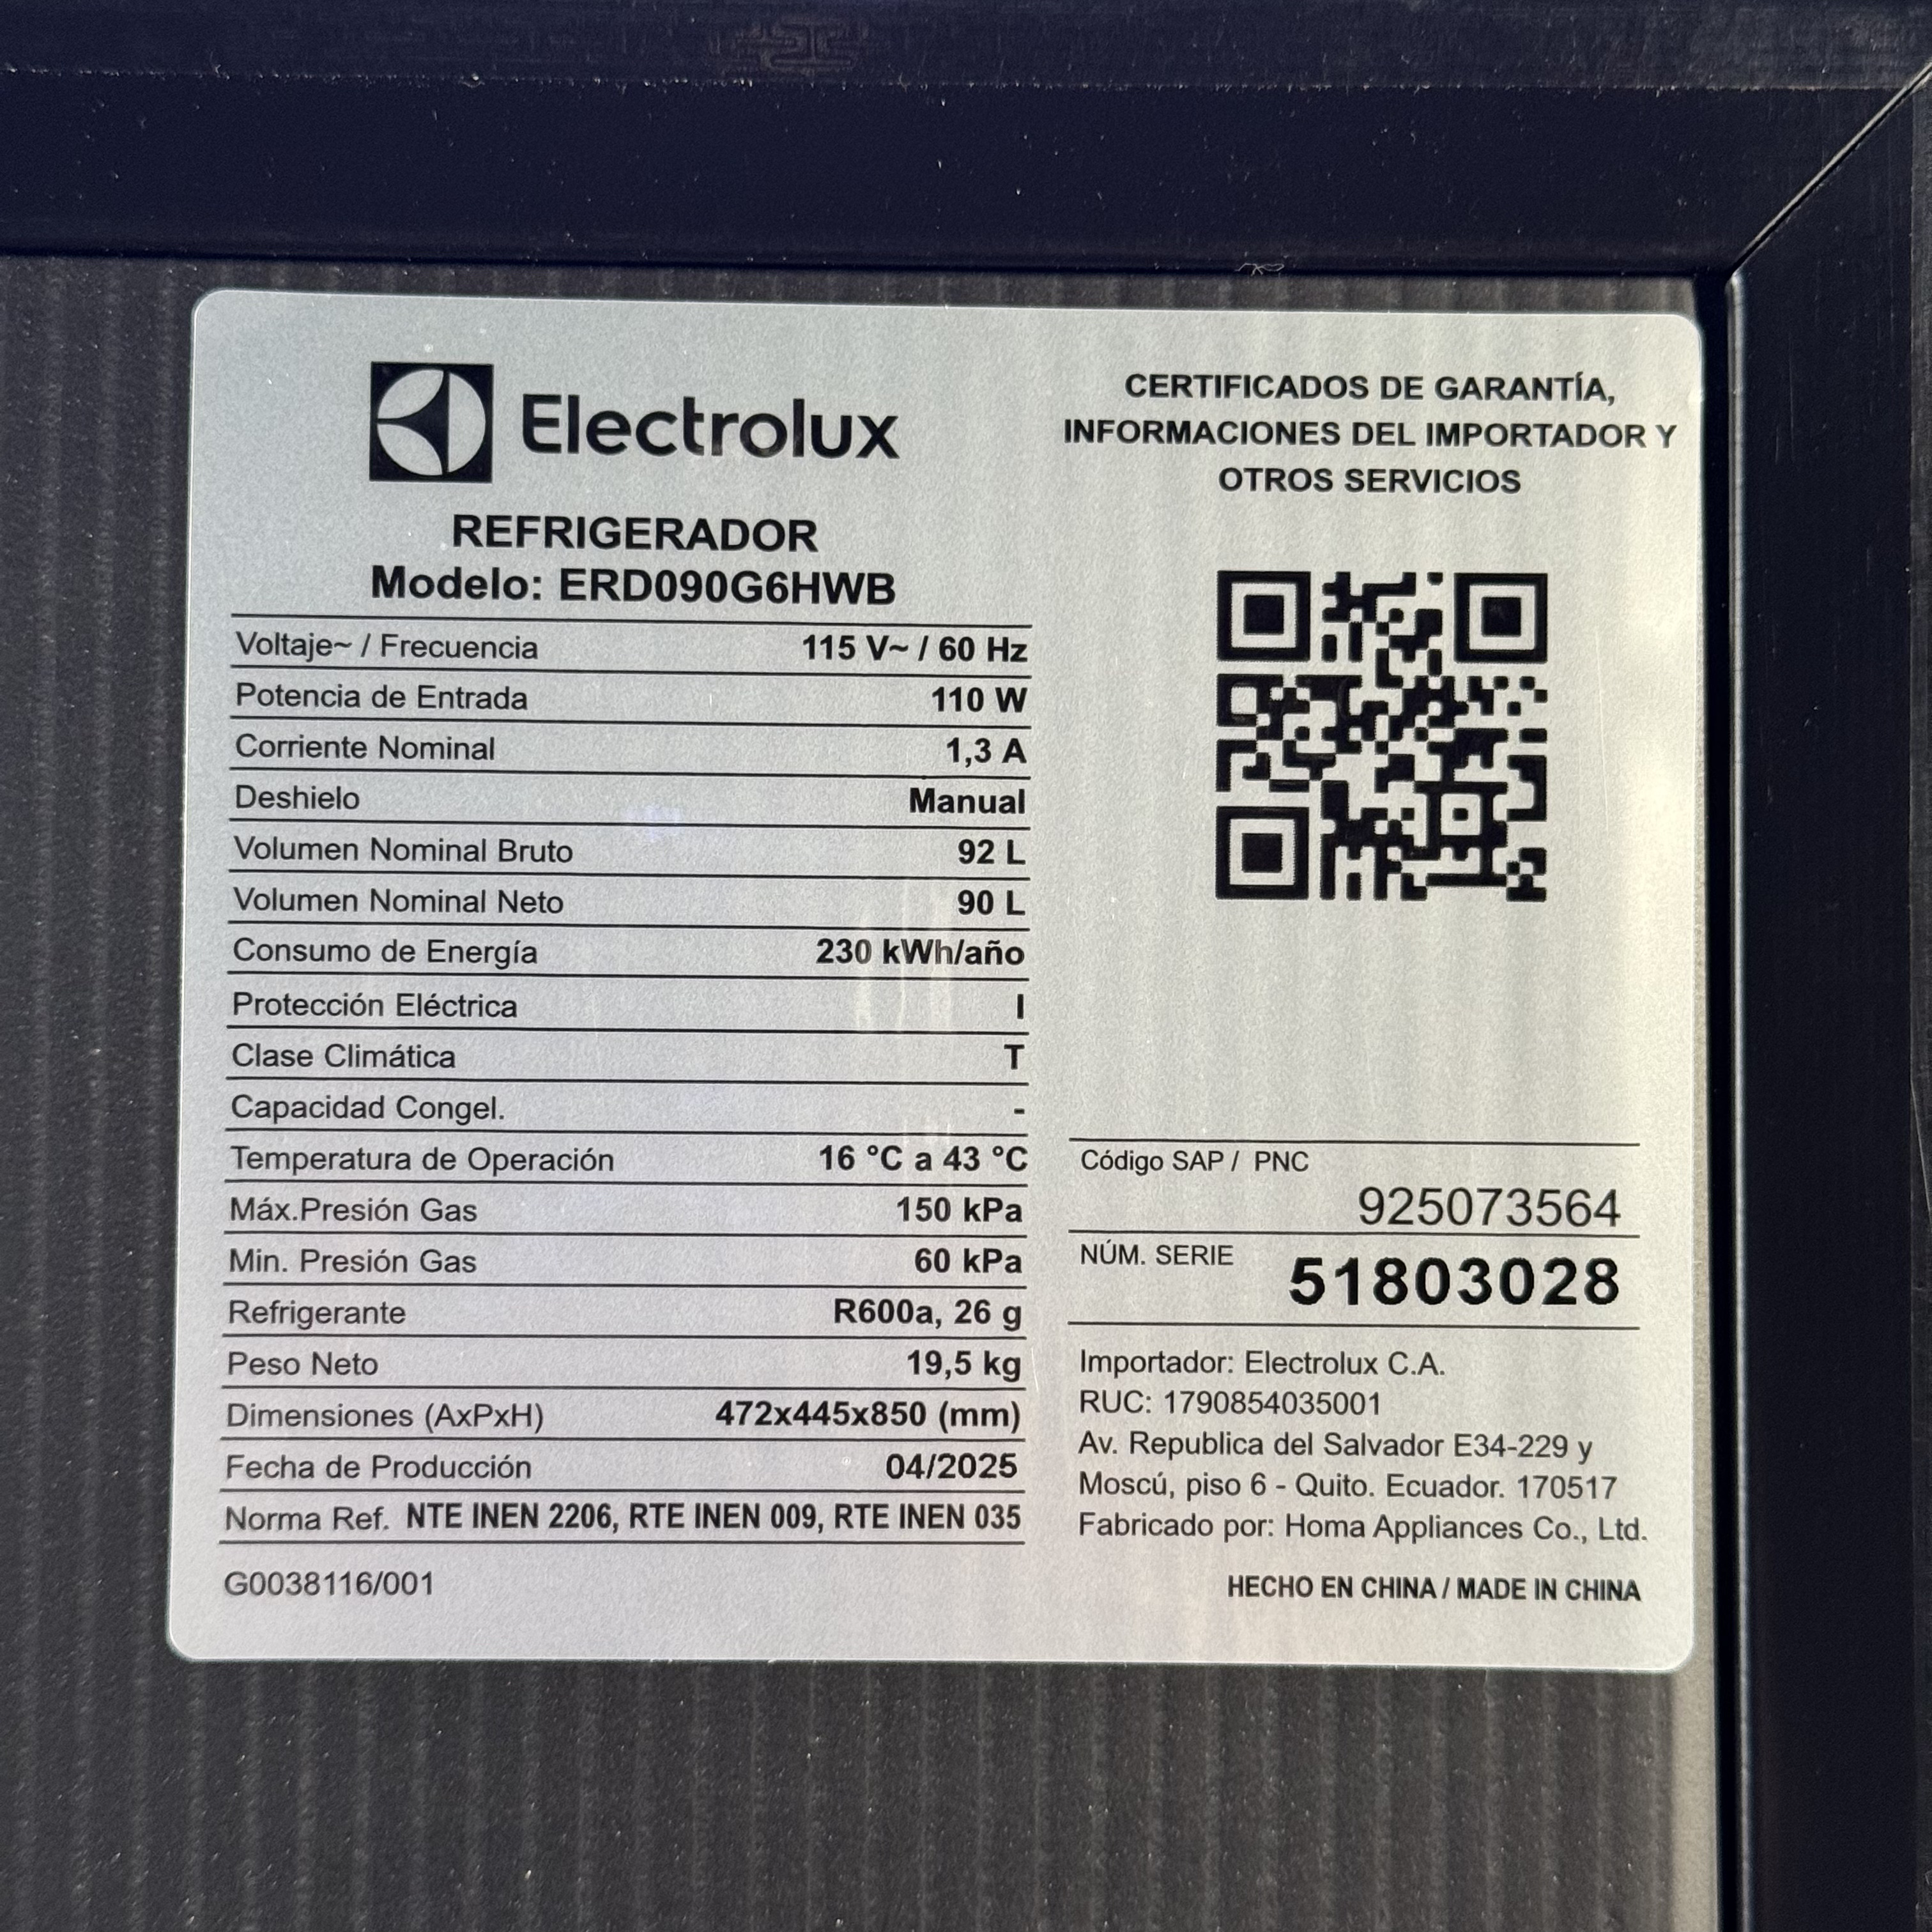 Electrolux
REFRIGERADOR
Modelo: ERD090G6HWB
Voltaje~ / Frecuencia 115 V~ / 60 Hz
Potencia de Entrada 110 W
Corriente Nominal 1,3 A
Deshielo Manual
Volumen Nominal Bruto 92 L
Volumen Nominal Neto 90 L
Consumo de Energía 230 kWh/año
Protección Eléctrica I
Clase Climática T
Capacidad Congel. -
Temperatura de Operación 16 °C a 43 °C
Máx.Presión Gas 150 kPa
Min. Presión Gas 60 kPa
Refrigerante R600a, 26 g
Peso Neto 19,5 kg
Dimensiones (AxPxH) 472x445x850 (mm)
Fecha de Producción 04/2025
Norma Ref. NTE INEN 2206, RTE INEN 009, RTE INEN 035
G0038116/001
CERTIFICADOS DE GARANTÍA,
INFORMACIONES DEL IMPORTADOR Y
OTROS SERVICIOS
Código SAP / PNC
925073564
NÚM. SERIE 51803028
Importador: Electrolux C.A.
RUC: 1790854035001
Av. Republica del Salvador E34-229 y
Moscú, piso 6 - Quito. Ecuador. 170517
Fabricado por: Homa Appliances Co., Ltd.
HECHO EN CHINA / MADE IN CHINA